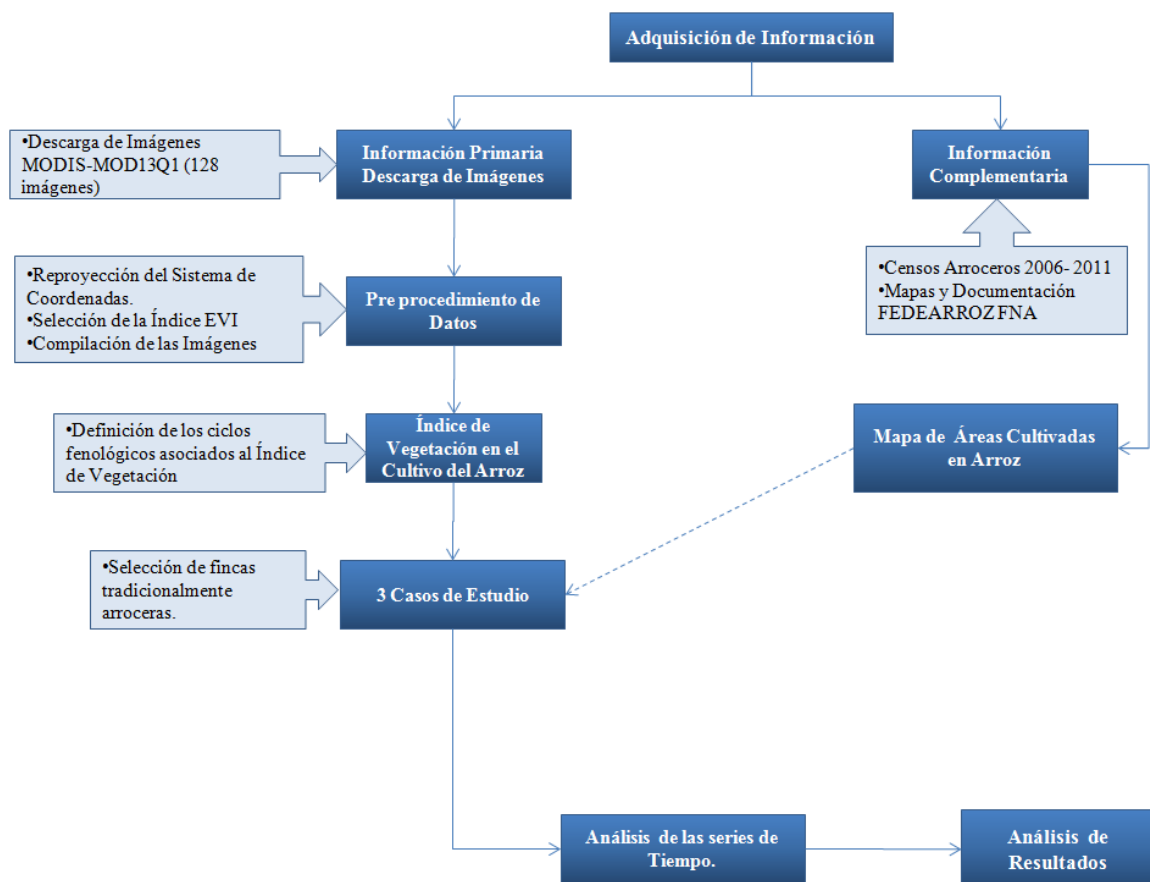 Adquisición de Información
•Descarga de Imágenes
MODIS-MOD13Q1 (128
imágenes)
Información Primaria
Descarga de Imágenes
Información
Complementaria
•Censos Arroceros 2006- 2011
•Mapas y Documentación
FEDEARROZ FNA
•Reproyección del Sistema de
Coordenadas.
•Selección de la Índice EVI
•Compilación de las Imágenes
Pre procedimiento de
Datos
•Definición de los ciclos
fenológicos asociados al Índice
de Vegetación
Índice de
Vegetación en el
Cultivo del Arroz
Mapa de Áreas Cultivadas
en Arroz
•Selección de fincas
tradicionalmente
arroceras.
3 Casos de Estudio
Análisis de las series de
Tiempo.
Análisis de
Resultados